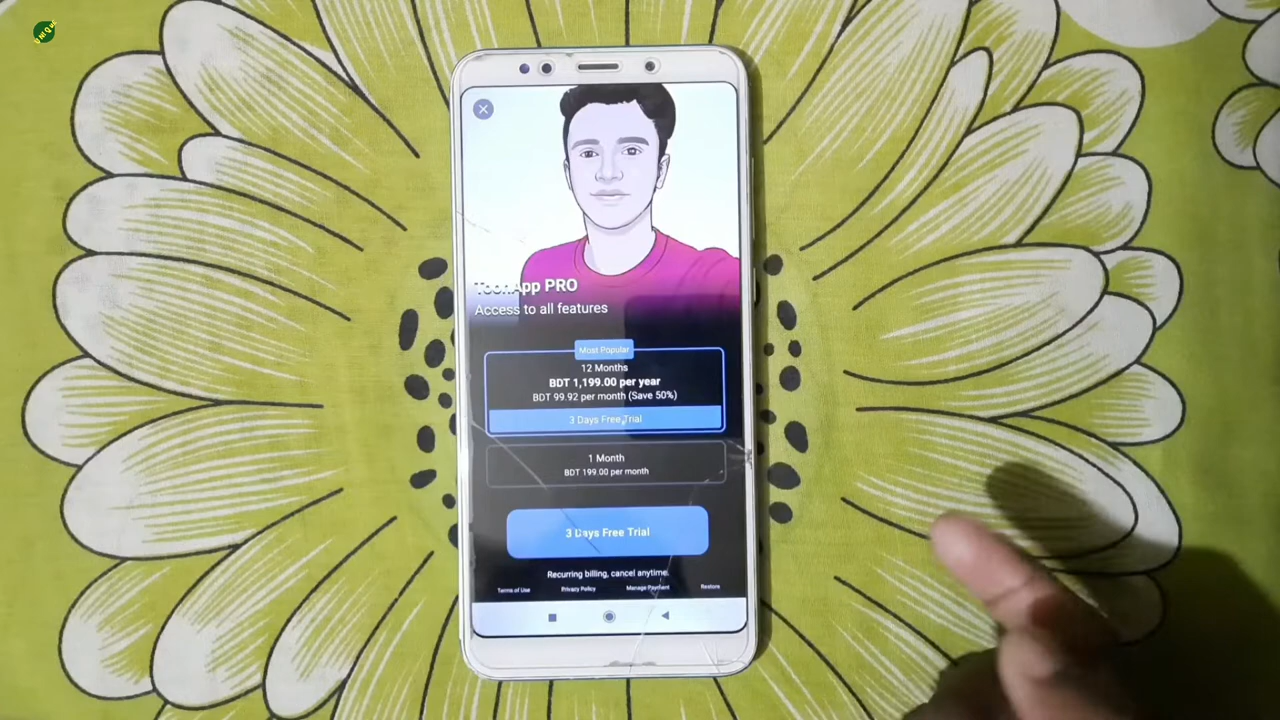 UNIQUE
ToonApp PRO
Access to all features
Most Popular
12 Months
BDT 1,199.00 per year
BDT 99.92 per month (Save 50%)
3 Days Free Trial
1 Month
BDT 199.00 per month
3 Days Free Trial
Recurring billing, cancel anytime.
Terms of Use Privacy Policy Manage Payment Restore